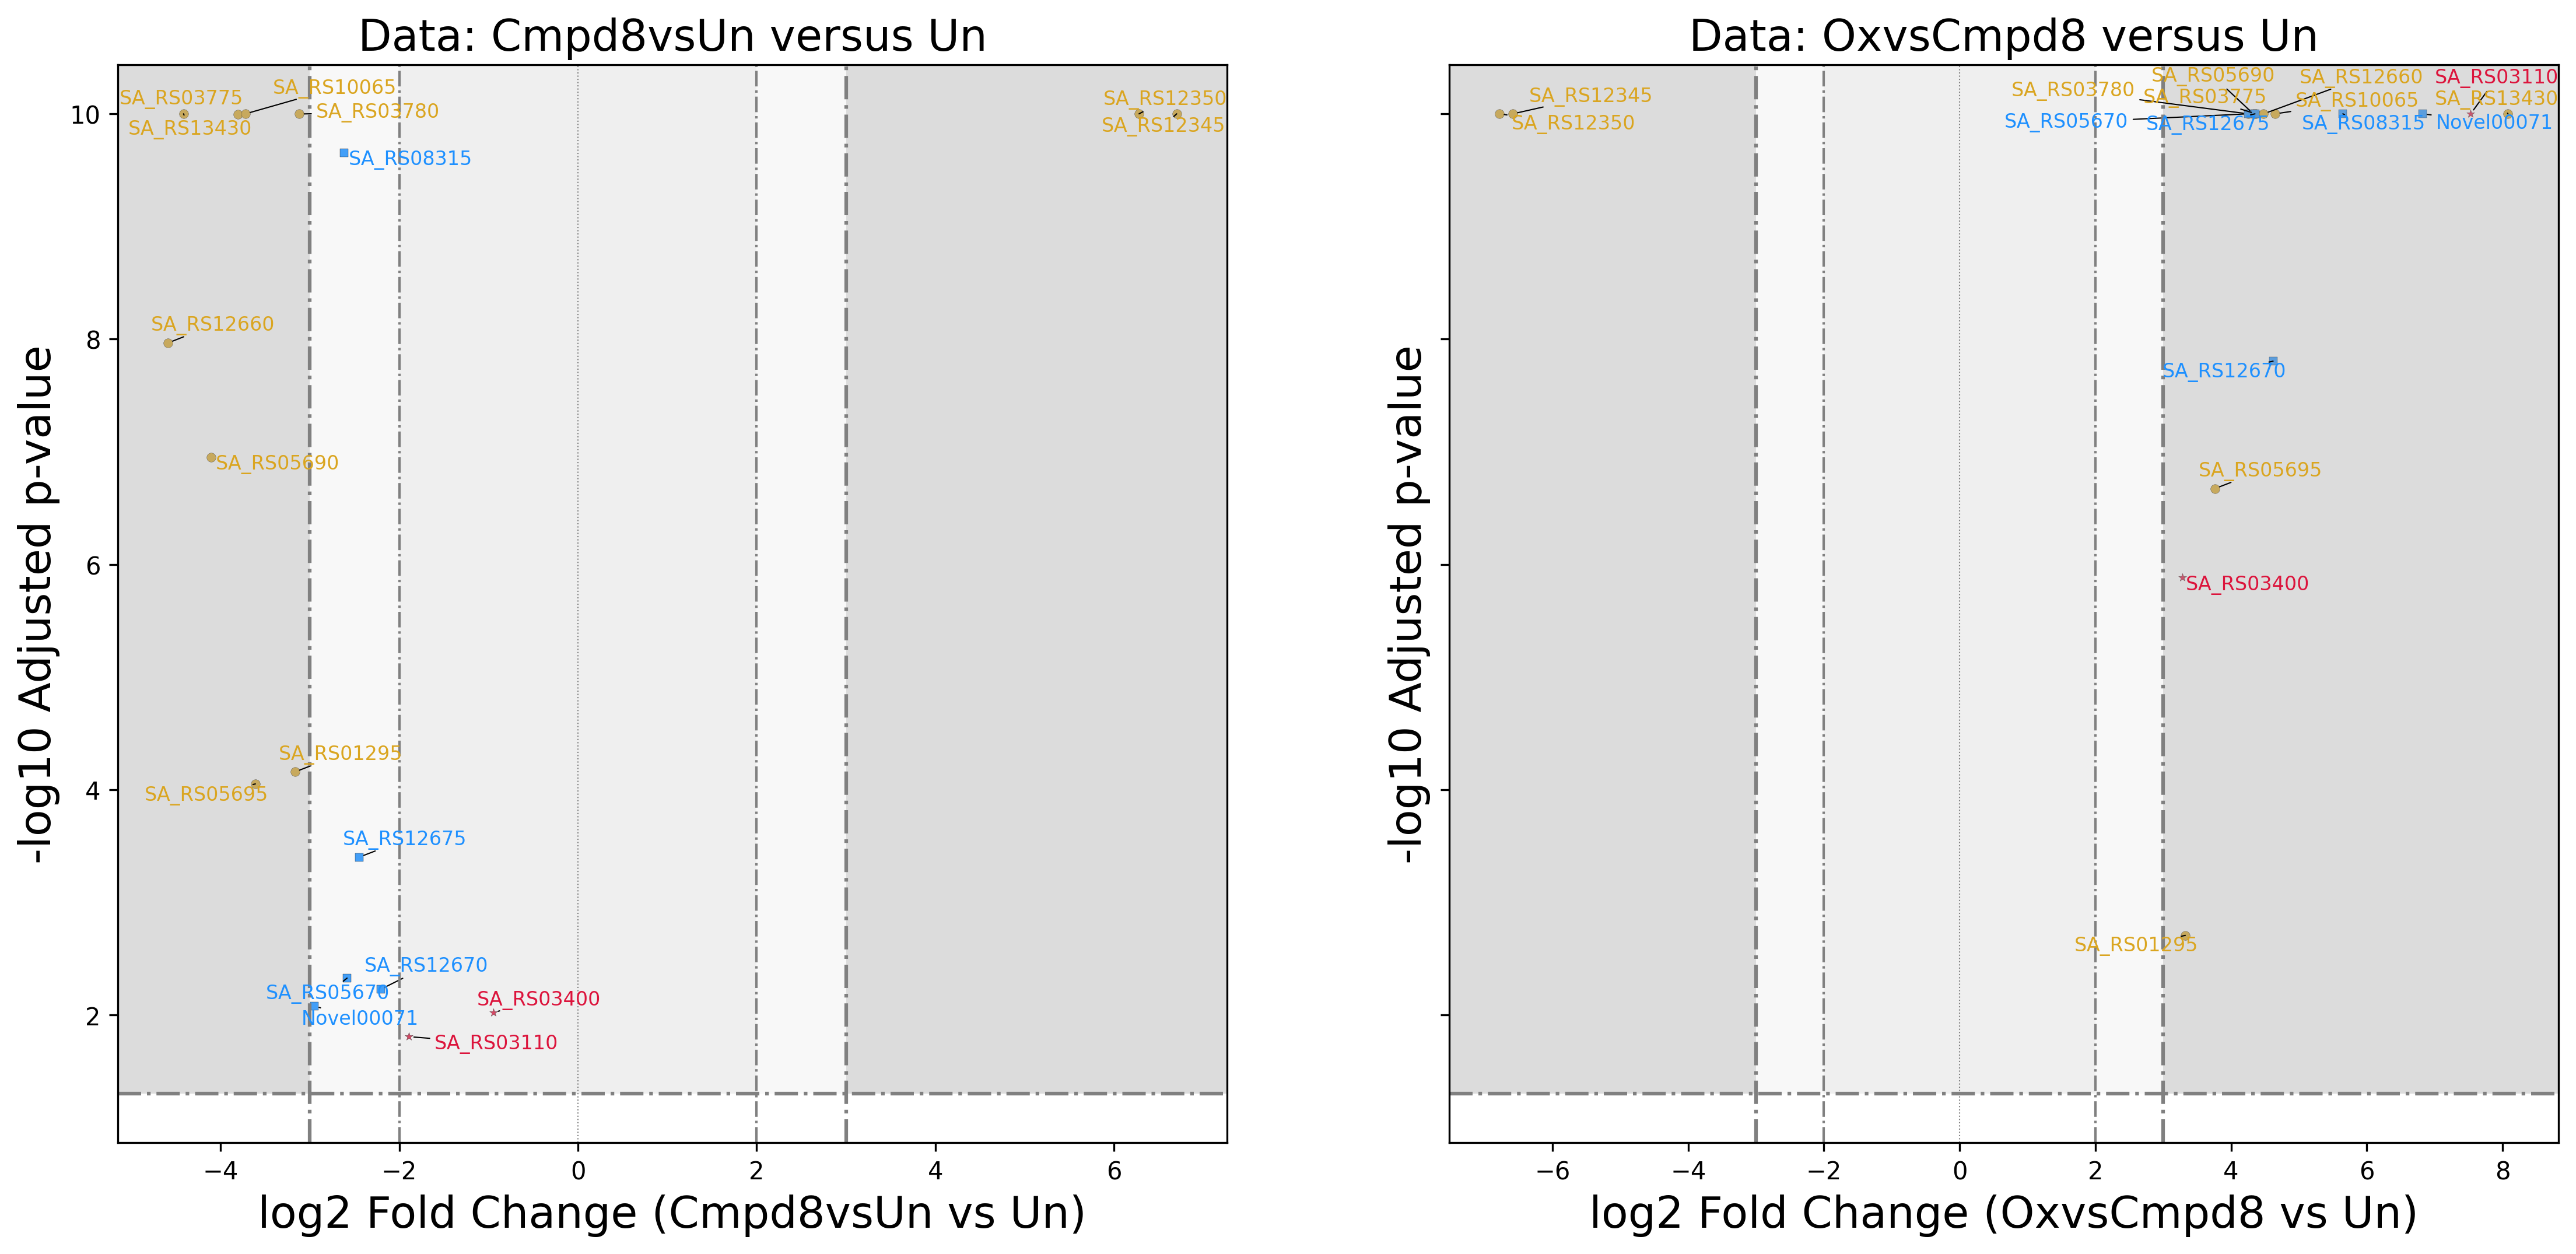 Data: Cmpd8vsUn versus Un
SA_RS03775
SA_RS10065
SA_RS13430
SA_RS03780
SA_RS12350
SA_RS12345
SA_RS08315
SA_RS12660
SA_RS05690
SA_RS01295
SA_RS05695
SA_RS12675
SA_RS12670
SA_RS05670
Novel00071
SA_RS03400
SA_RS03110
10
8
6
4
2
-log10 Adjusted p-value
−4
−2
0
2
4
6
log2 Fold Change (Cmpd8vsUn vs Un)
Data: OxvsCmpd8 versus Un
SA_RS12345
SA_RS12350
SA_RS05690
SA_RS03780
SA_RS03775
SA_RS05670
SA_RS12675
SA_RS12660
SA_RS10065
SA_RS08315
SA_RS03110
SA_RS13430
Novel00071
SA_RS12670
SA_RS05695
SA_RS03400
SA_RS01295
-log10 Adjusted p-value
−6
−4
−2
0
2
4
6
8
log2 Fold Change (OxvsCmpd8 vs Un)